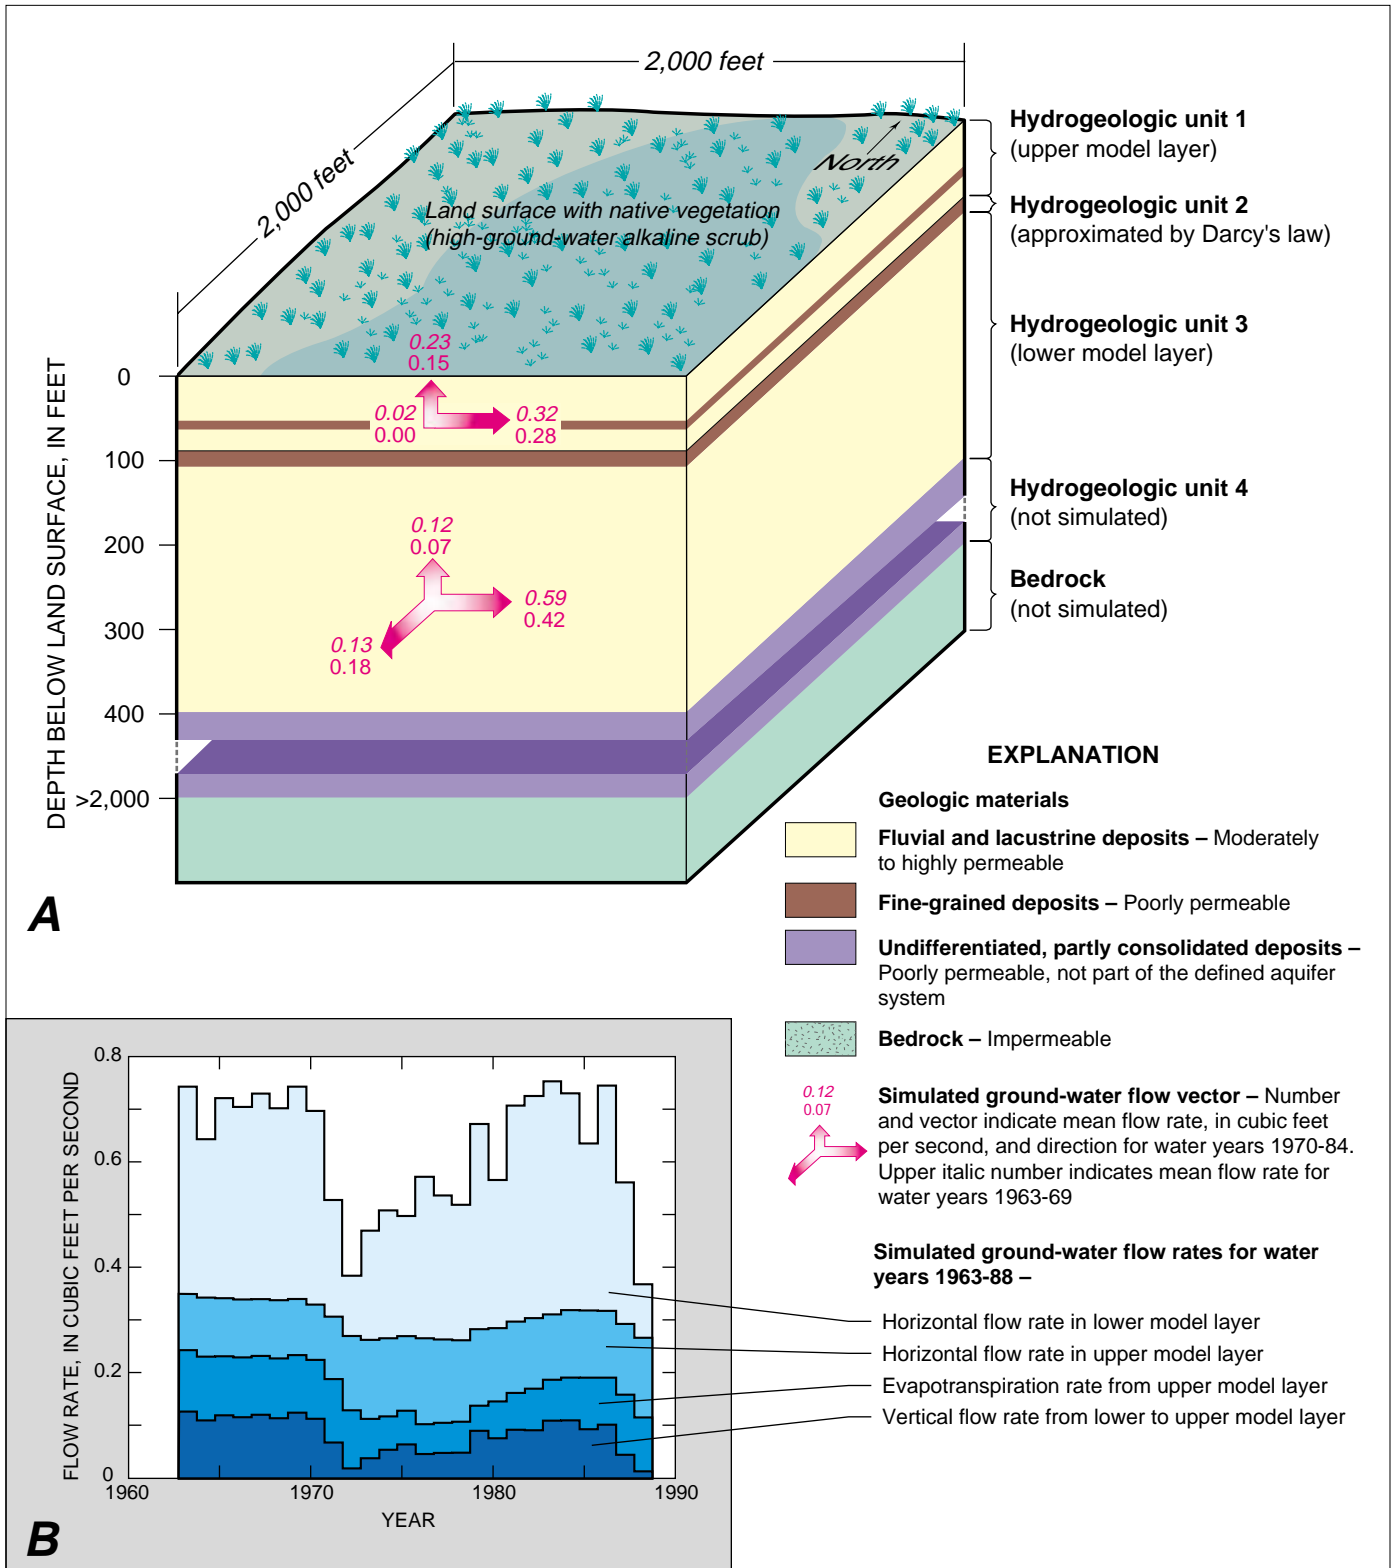 2,000 feet
2,000 feet
North
Land surface with native vegetation
(high-ground-water alkaline scrub)
Hydrogeologic unit 1
(upper model layer)
Hydrogeologic unit 2
(approximated by Darcy's law)
Hydrogeologic unit 3
(lower model layer)
Hydrogeologic unit 4
(not simulated)
Bedrock
(not simulated)
DEPTH BELOW LAND SURFACE, IN FEET
0
100
200
300
400
>2,000
0.23
0.15
0.02
0.00
0.32
0.28
0.12
0.07
0.59
0.42
0.13
0.18
A
EXPLANATION
Geologic materials
Fluvial and lacustrine deposits – Moderately
to highly permeable
Fine-grained deposits – Poorly permeable
Undifferentiated, partly consolidated deposits –
Poorly permeable, not part of the defined aquifer
system
Bedrock – Impermeable
0.12
0.07
Simulated ground-water flow vector – Number
and vector indicate mean flow rate, in cubic feet
per second, and direction for water years 1970-84.
Upper italic number indicates mean flow rate for
water years 1963-69
Simulated ground-water flow rates for water
years 1963-88 –
Horizontal flow rate in lower model layer
Horizontal flow rate in upper model layer
Evapotranspiration rate from upper model layer
Vertical flow rate from lower to upper model layer
FLOW RATE, IN CUBIC FEET PER SECOND
0.8
0.6
0.4
0.2
0
1960
1970
1980
1990
YEAR
B